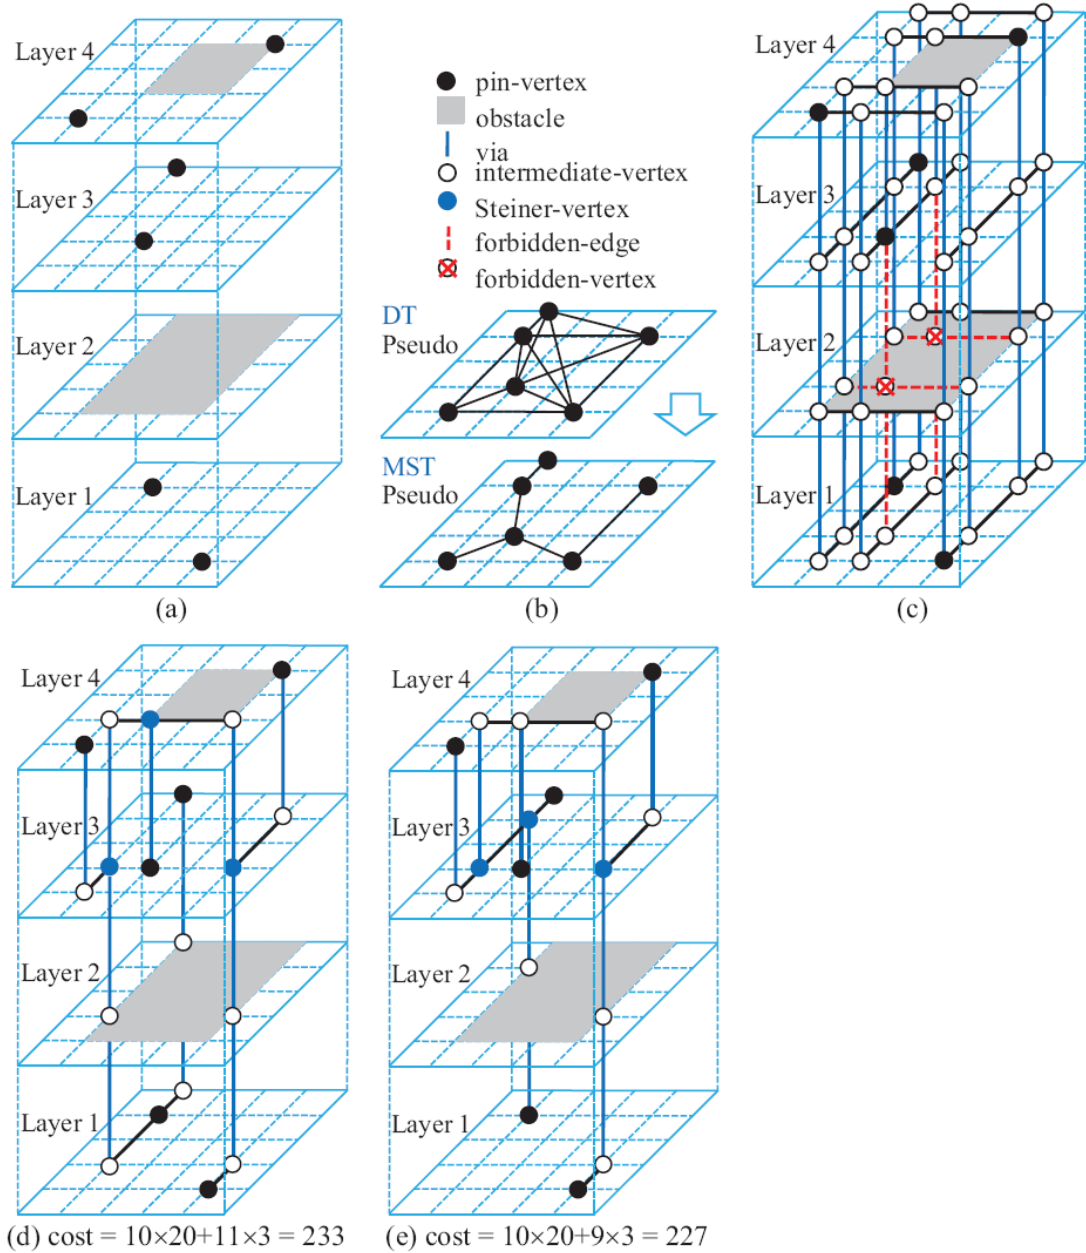 Layer 4
Layer 3
Layer 2
Layer 1
(a)
pin-vertex
obstacle
via
intermediate-vertex
Steiner-vertex
forbidden-edge
forbidden-vertex
DT
Pseudo
MST
Pseudo
(b)
Layer 4
Layer 3
Layer 2
Layer 1
(c)
Layer 4
Layer 3
Layer 2
Layer 1
(d) cost = 10×20+11×3 = 233
Layer 4
Layer 3
Layer 2
Layer 1
(e) cost = 10×20+9×3 = 227